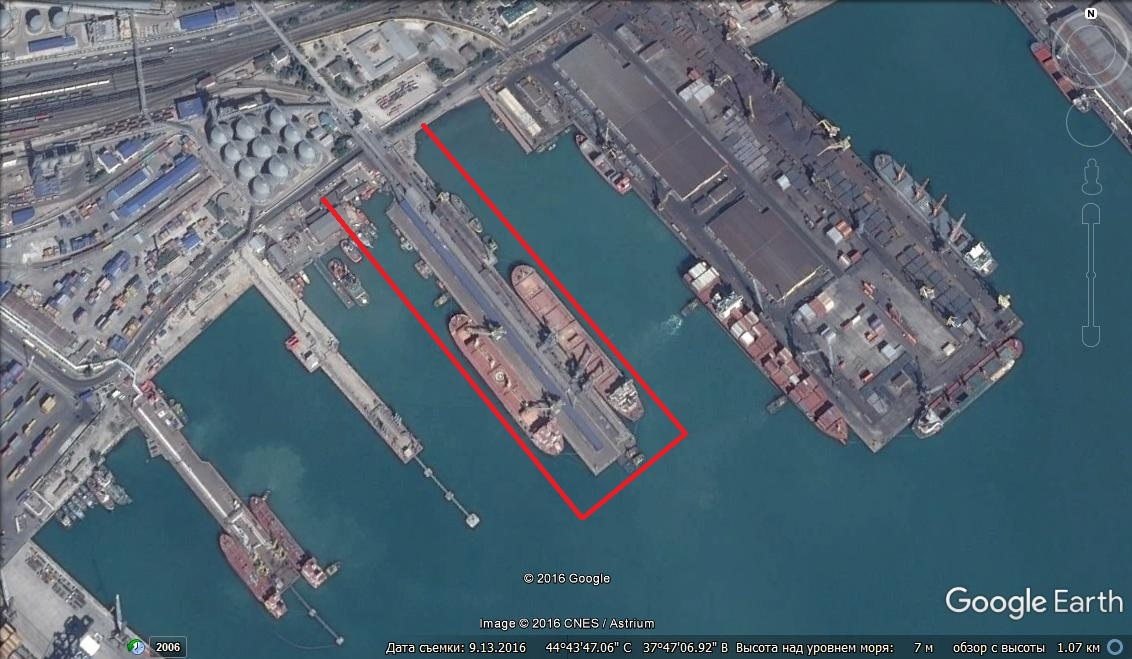 N
© 2016 Google
Google Earth
Image © 2016 CNES / Astrium
2006
Дата съемки: 9.13.2016 44°43'47.06" С 37°47'06.92" В Высота над уровнем моря: 7 м обзор с высоты 1.07 км